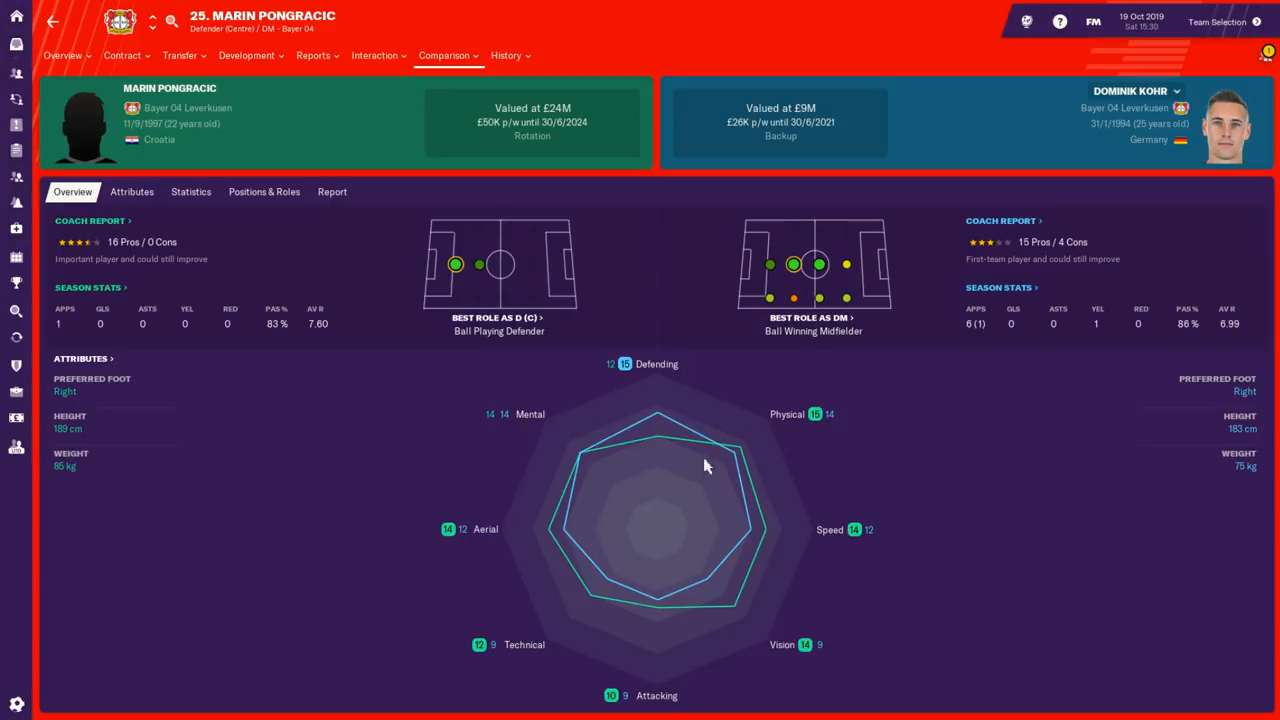 25. MARIN PONGRACIC
Defender (Centre) / DM - Bayer 04
FM
19 Oct 2019
Sat 15:30
Team Selection
Overview Contract Transfer Development Reports Interaction Comparison History
1
MARIN PONGRACIC
Bayer 04 Leverkusen
11/9/1997 (22 years old)
Croatia
Valued at £24M
£50K p/w until 30/6/2024
Rotation
Valued at £9M
£26K p/w until 30/6/2021
Backup
DOMINIK KOHR
Bayer 04 Leverkusen
31/1/1994 (25 years old)
Germany
Overview Attributes Statistics Positions & Roles Report
COACH REPORT >
16 Pros / 0 Cons
Important player and could still improve
SEASON STATS >
APPS GLS ASTS YEL RED PAS % AV R
1 0 0 0 0 83 % 7.60
BEST ROLE AS D (C) >
Ball Playing Defender
BEST ROLE AS DM >
Ball Winning Midfielder
COACH REPORT >
15 Pros / 4 Cons
First-team player and could still improve
SEASON STATS >
APPS GLS ASTS YEL RED PAS % AV R
6 (1) 0 0 1 0 86 % 6.99
ATTRIBUTES >
PREFERRED FOOT
Right
HEIGHT
189 cm
WEIGHT
85 kg
12 15 Defending
14 14 Mental
Physical 15 14
14 12 Aerial
Speed 14 12
12 9 Technical
Vision 14 9
10 9 Attacking
PREFERRED FOOT
Right
HEIGHT
183 cm
WEIGHT
75 kg
U19